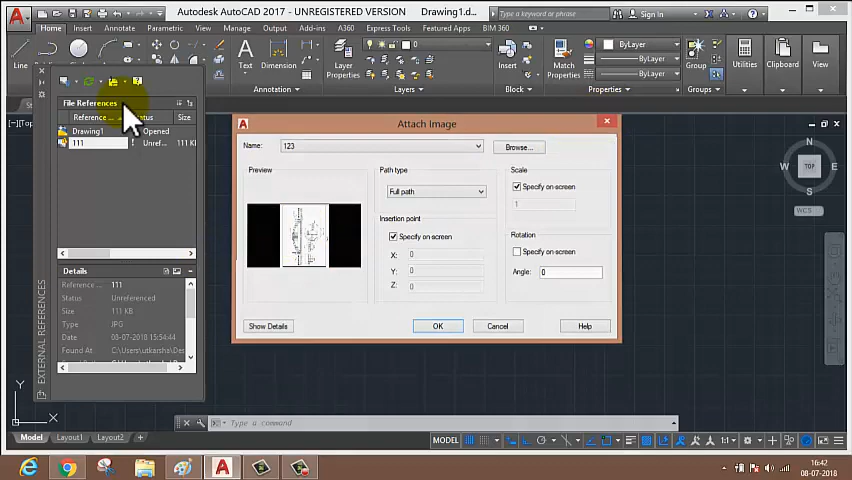 Autodesk AutoCAD 2017 - UNREGISTERED VERSION Drawing1.d...
Type a keyword or phrase
Sign In
Home Insert Annotate Parametric View Manage Output Add-ins A360 Express Tools Featured Apps BIM 360
Line Text Dimension Layer Properties Insert Match Properties Group Utilities Clipboard View
0
ByLayer
ByLayer
ByLayer
Annotation Layers Block Properties Groups
File References
Reference ... Status Size
Drawing1 Opened
111 ! Unref... 111 KI
Details
Reference ... 111
Status Unreferenced
Size 111 KB
Type JPG
Date 08-07-2018 15:54:44
Found At C:\Users\utkarsha\Des
EXTERNAL REFERENCES
Attach Image
Name: 123 Browse...
Preview
Path type
Full path
Scale
Specify on-screen
1
Insertion point
Specify on-screen
X: 0
Y: 0
Z: 0
Rotation
Specify on-screen
Angle: 0
Show Details OK Cancel Help
N
W TOP E
S
WCS
Y
X
Type a command
Model Layout1 Layout2 + MODEL 1:1
16:42
08-07-2018